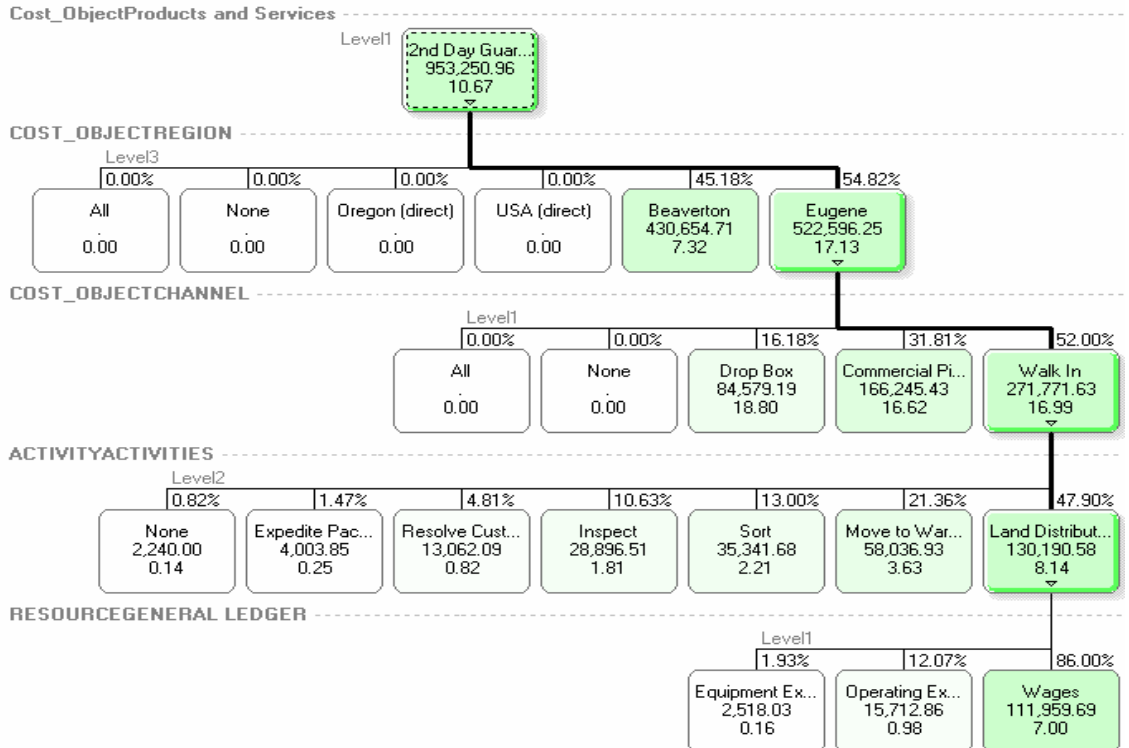 Cost_ObjectProducts and Services
Level1
2nd Day Guar...
953,250.96
10.67
COST_OBJECTREGION
Level3
0.00% 0.00% 0.00% 0.00% 45.18% 54.82%
All None Oregon (direct) USA (direct) Beaverton Eugene
. . . . 430,654.71 522,596.25
0.00 0.00 0.00 0.00 7.32 17.13
COST_OBJECTCHANNEL
Level1
0.00% 0.00% 16.18% 31.81% 52.00%
All None Drop Box Commercial Pi... Walk In
. . 84,579.19 166,245.43 271,771.63
0.00 0.00 18.80 16.62 16.99
ACTIVITYACTIVITIES
Level2
0.82% 1.47% 4.81% 10.63% 13.00% 21.36% 47.90%
None Expedite Pac... Resolve Cust... Inspect Sort Move to War... Land Distribut...
2,240.00 4,003.85 13,062.09 28,896.51 35,341.68 58,036.93 130,190.58
0.14 0.25 0.82 1.81 2.21 3.63 8.14
RESOURCEGENERAL LEDGER
Level1
1.93% 12.07% 86.00%
Equipment Ex... Operating Ex... Wages
2,518.03 15,712.86 111,959.69
0.16 0.98 7.00